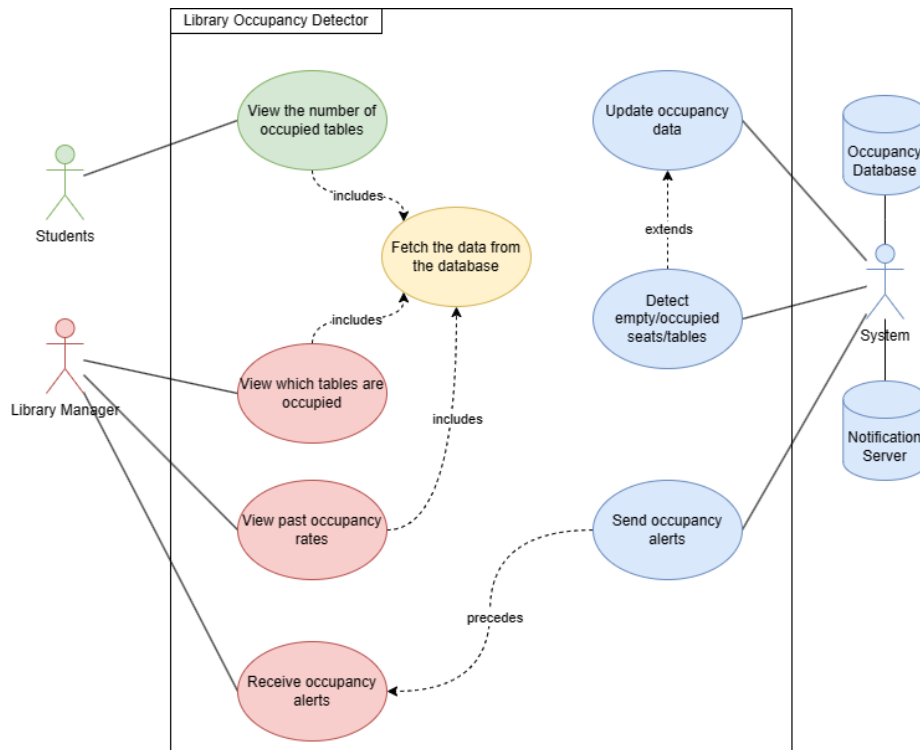 Library Occupancy Detector
View the number of
occupied tables
Update occupancy
data
Occupancy
Database
includes
Students
Fetch the data from
the database
extends
Detect
empty/occupied
seats/tables
System
includes
View which tables are
occupied
Library Manager
includes
Notification
Server
View past occupancy
rates
Send occupancy
alerts
precedes
Receive occupancy
alerts